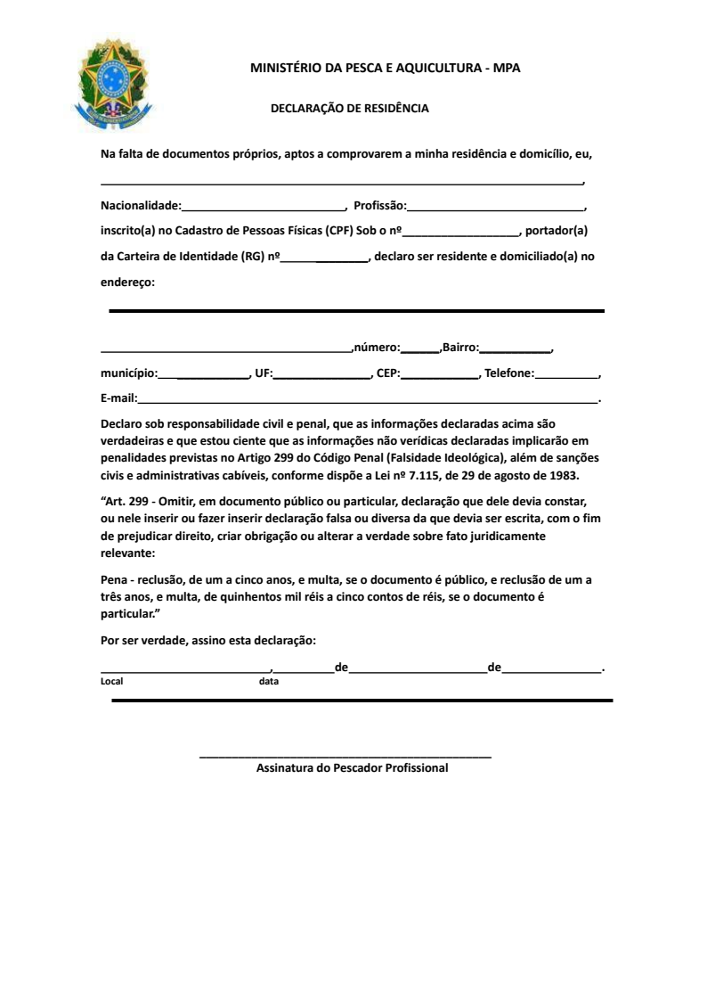 MINISTÉRIO DA PESCA E AQUICULTURA - MPA
DECLARAÇÃO DE RESIDÊNCIA
Na falta de documentos próprios, aptos a comprovarem a minha residência e domicílio, eu,
______________________________________________________________________________,
Nacionalidade:__________________________, Profissão:____________________________,
inscrito(a) no Cadastro de Pessoas Físicas (CPF) Sob o nº___________________, portador(a)
da Carteira de Identidade (RG) nº______________, declaro ser residente e domiciliado(a) no
endereço:
________________________________________,número:______,Bairro:___________,
município:______________, UF:_______________, CEP:____________, Telefone:__________,
E-mail:__________________________________________________________________________.
Declaro sob responsabilidade civil e penal, que as informações declaradas acima são
verdadeiras e que estou ciente que as informações não verídicas declaradas implicarão em
penalidades previstas no Artigo 299 do Código Penal (Falsidade Ideológica), além de sanções
civis e administrativas cabíveis, conforme dispõe a Lei nº 7.115, de 29 de agosto de 1983.
“Art. 299 - Omitir, em documento público ou particular, declaração que dele devia constar,
ou nele inserir ou fazer inserir declaração falsa ou diversa da que devia ser escrita, com o fim
de prejudicar direito, criar obrigação ou alterar a verdade sobre fato juridicamente
relevante:
Pena - reclusão, de um a cinco anos, e multa, se o documento é público, e reclusão de um a
três anos, e multa, de quinhentos mil réis a cinco contos de réis, se o documento é
particular.”
Por ser verdade, assino esta declaração:
___________________________,__________de______________________de________________.
Local data
_______________________________________________
Assinatura do Pescador Profissional